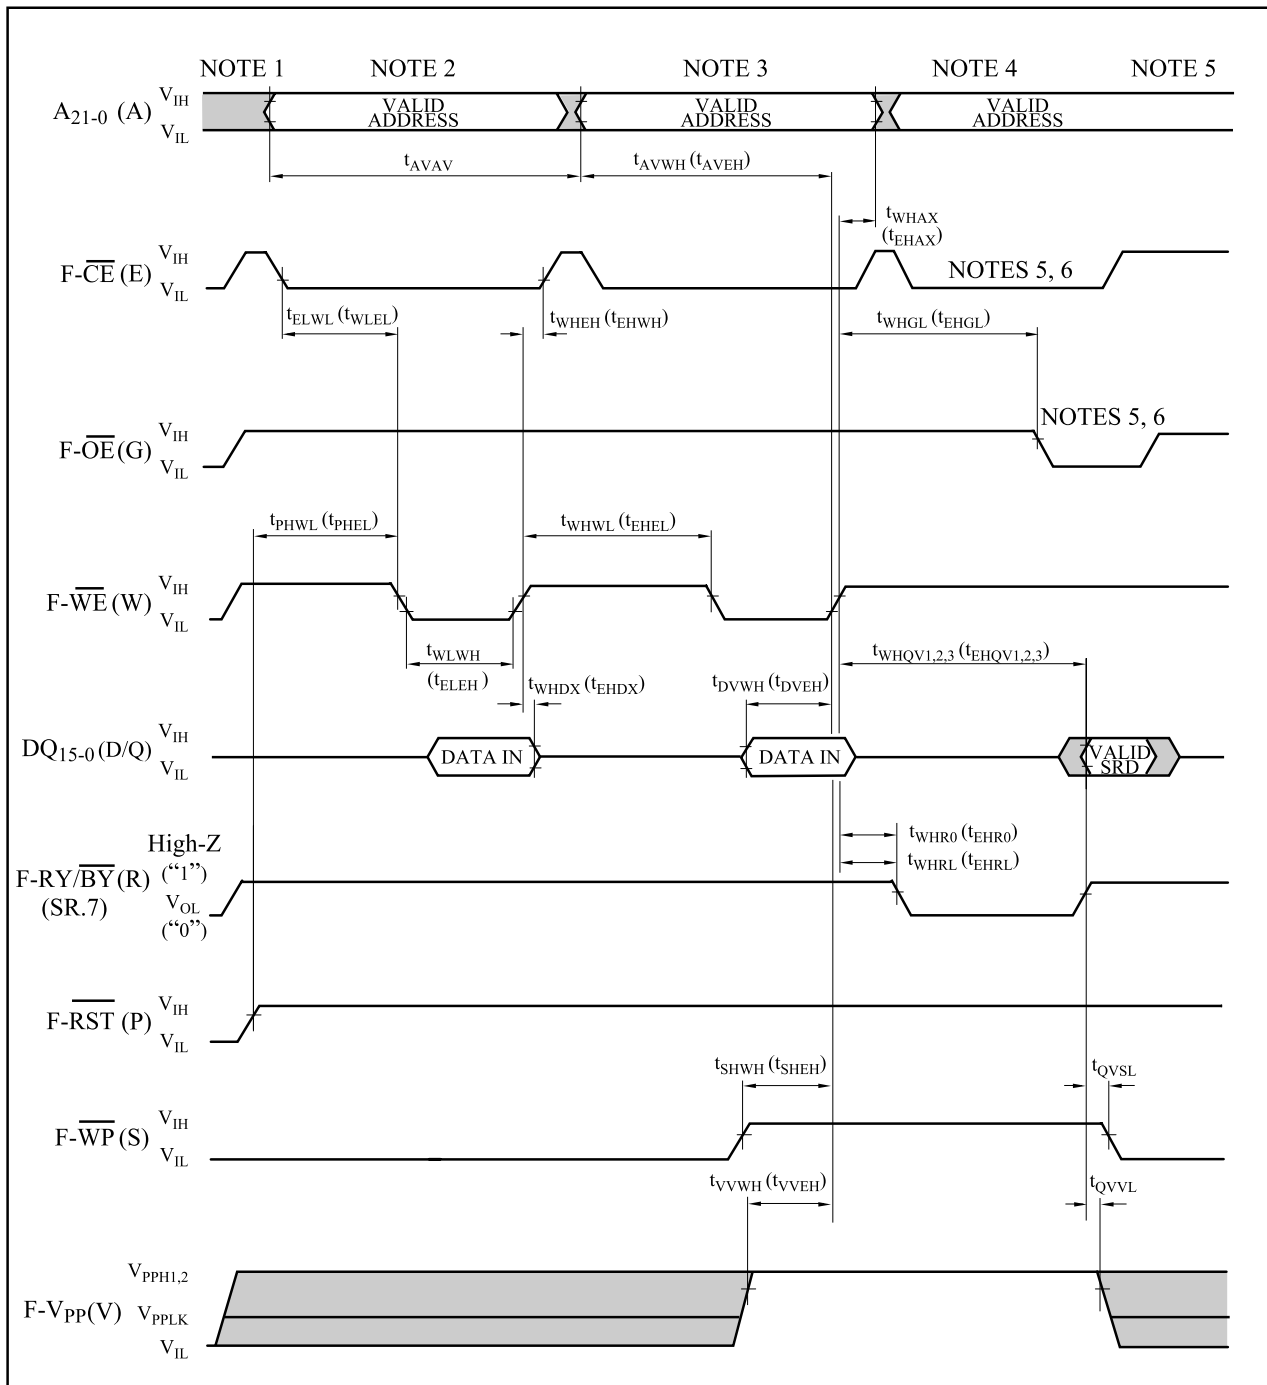 NOTE 1 NOTE 2 NOTE 3 NOTE 4 NOTE 5
A21-0 (A) VIH VIL VALID ADDRESS VALID ADDRESS VALID ADDRESS
tAVAV tAVWH (tAVEH)
tWHAX
(tEHAX)
F-CE (E) VIH VIL NOTES 5, 6
tELWL (tWLEL) tWHEH (tEHWH) tWHGL (tEHGL)
F-OE (G) VIH VIL NOTES 5, 6
tPHWL (tPHEL) tWHWL (tEHEL)
F-WE (W) VIH VIL
tWLWH
(tELEH )
tWHQV1,2,3 (tEHQV1,2,3)
tWHDX (tEHDX) tDVWH (tDVEH)
DQ15-0 (D/Q) VIH VIL DATA IN DATA IN VALID SRD
High-Z
(“1”)
F-RY/BY (R)
(SR.7)
VOL
(“0”)
tWHR0 (tEHR0)
tWHRL (tEHRL)
F-RST (P) VIH VIL
tSHWH (tSHEH) tQVSL
F-WP (S) VIH VIL
tVVWH (tVVEH) tQVVL
F-VPP(V) VPPH1,2 VPPLK VIL